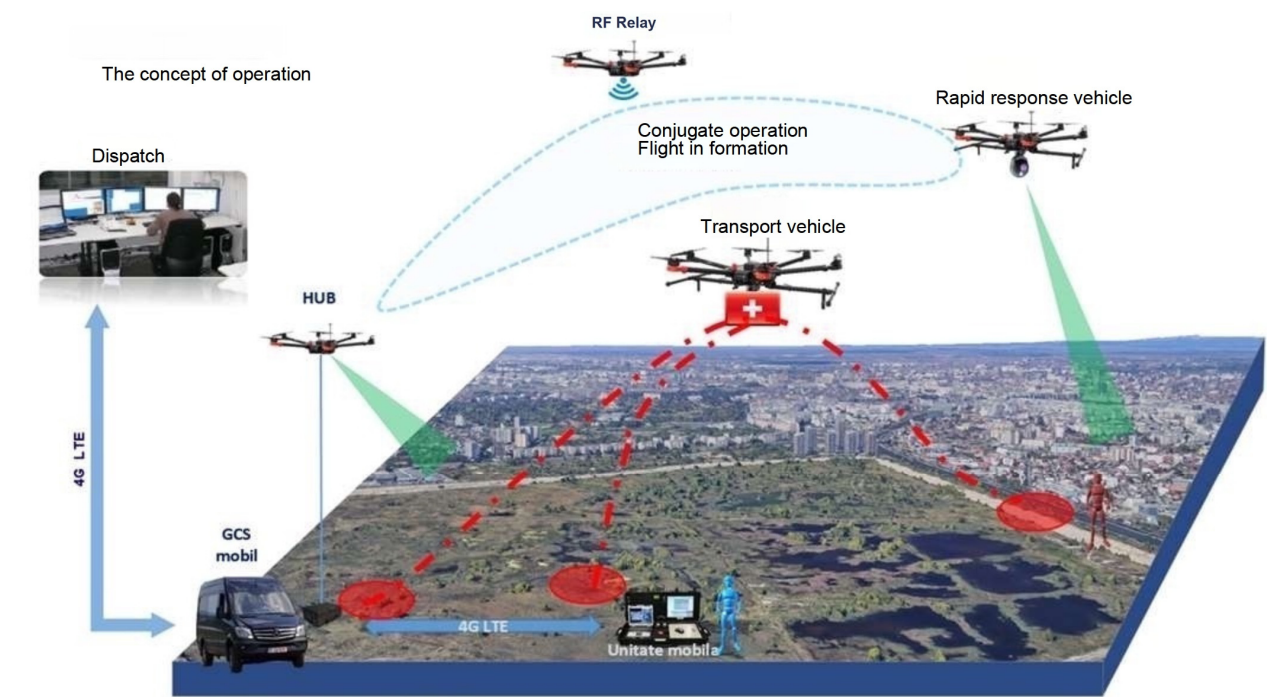 RF Relay
The concept of operation
Rapid response vehicle
Conjugate operation
Flight in formation
Dispatch
Transport vehicle
HUB
4G LTE
GCS
mobil
4G LTE
Unitate mobila